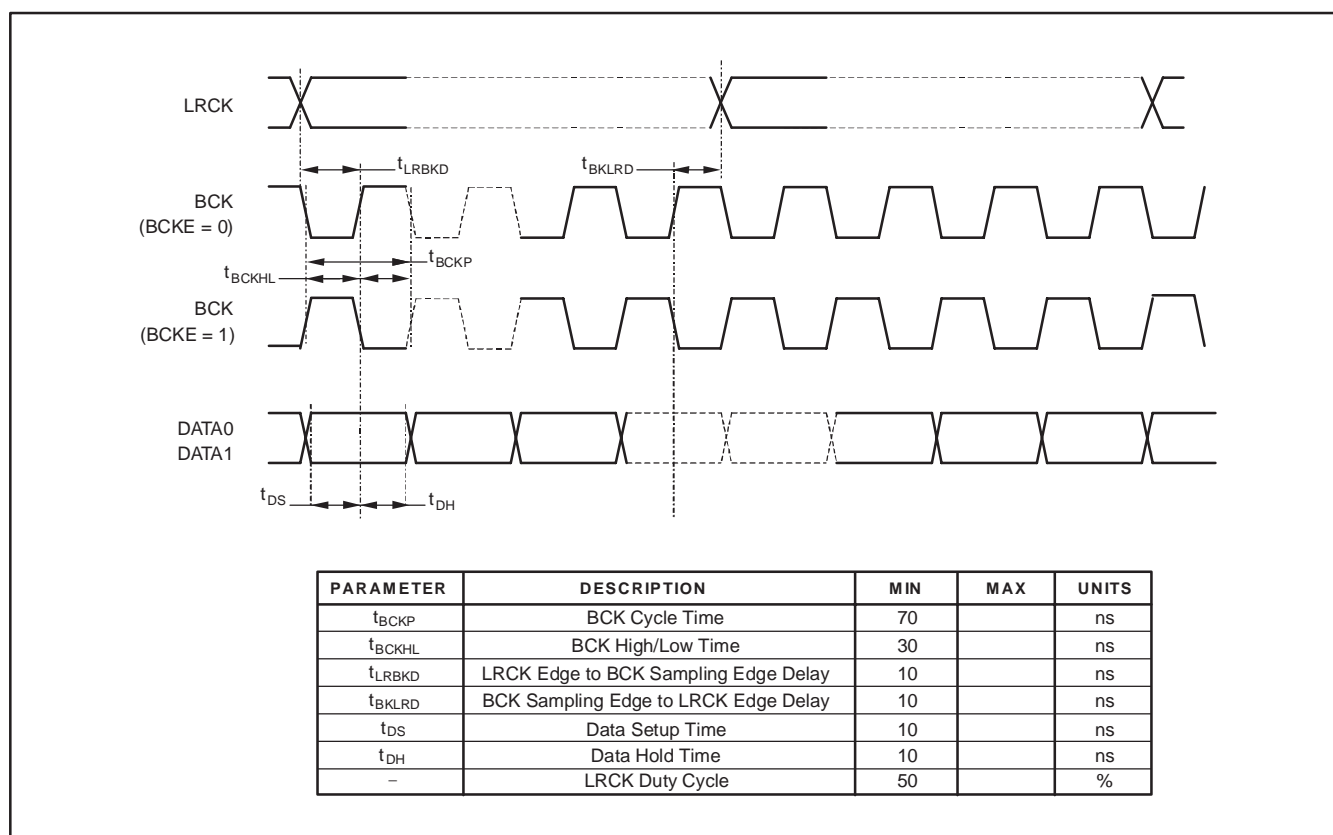 LRCK
tLRBKD
tBKLRD
BCK
(BCKE = 0)
tBCKP
tBCKHL
BCK
(BCKE = 1)
DATA0
DATA1
tDS
tDH
PARAMETER DESCRIPTION MIN MAX UNITS
tBCKP BCK Cycle Time 70 ns
tBCKHL BCK High/Low Time 30 ns
tLRBKD LRCK Edge to BCK Sampling Edge Delay 10 ns
tBKLRD BCK Sampling Edge to LRCK Edge Delay 10 ns
tDS Data Setup Time 10 ns
tDH Data Hold Time 10 ns
– LRCK Duty Cycle 50 %